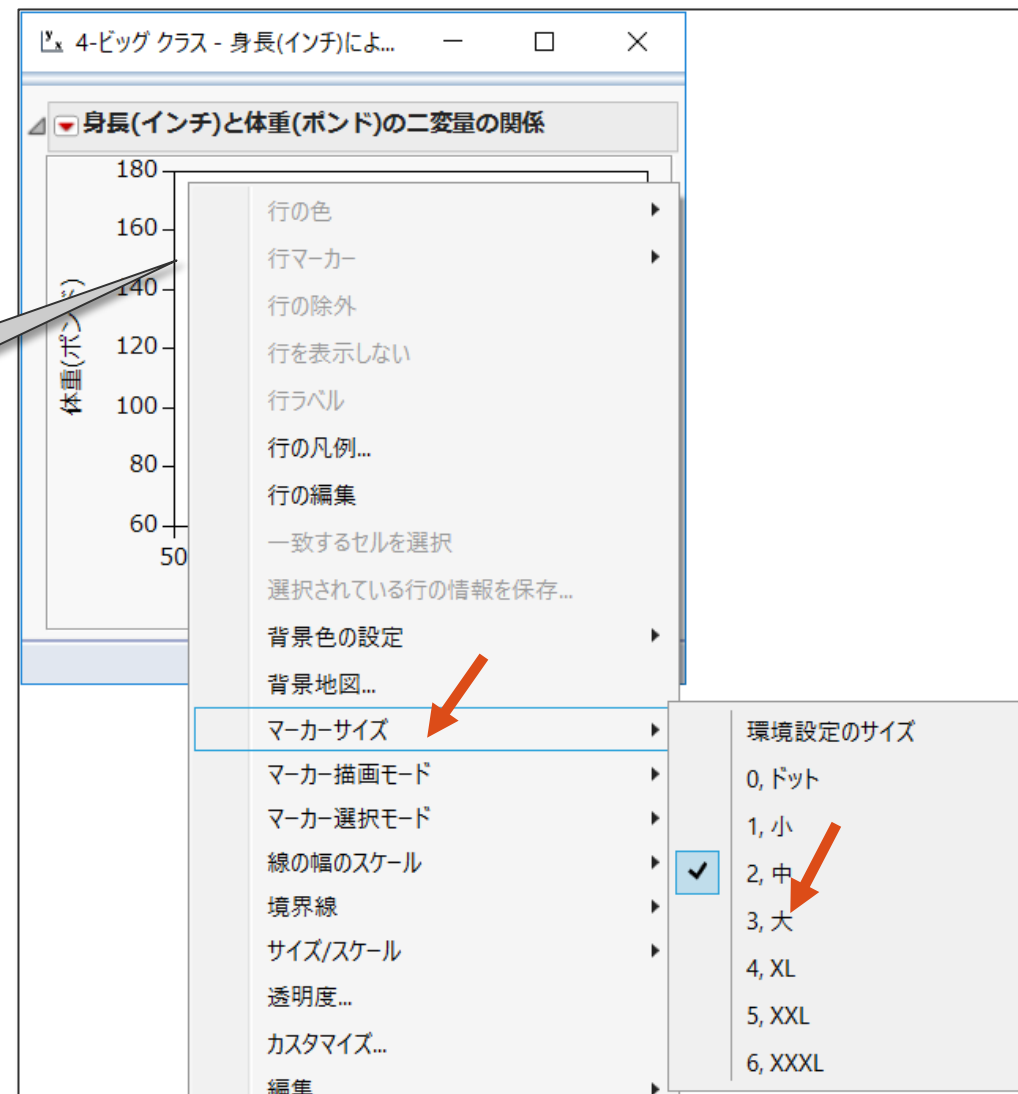 4-ビッグ クラス - 身長(インチ)によ...
身長(インチ)と体重(ポンド)の二変量の関係
180
160
140
120
100
80
60
50
体重(ポンド)
行の色
行マーカー
行の除外
行を表示しない
行ラベル
行の凡例...
行の編集
一致するセルを選択
選択されている行の情報を保存...
背景色の設定
背景地図...
マーカーサイズ
マーカー描画モード
マーカー選択モード
線の幅のスケール
境界線
サイズ/スケール
透明度...
カスタマイズ...
編集
環境設定のサイズ
0, ドット
1, 小
2, 中
3, 大
4, XL
5, XXL
6, XXXL